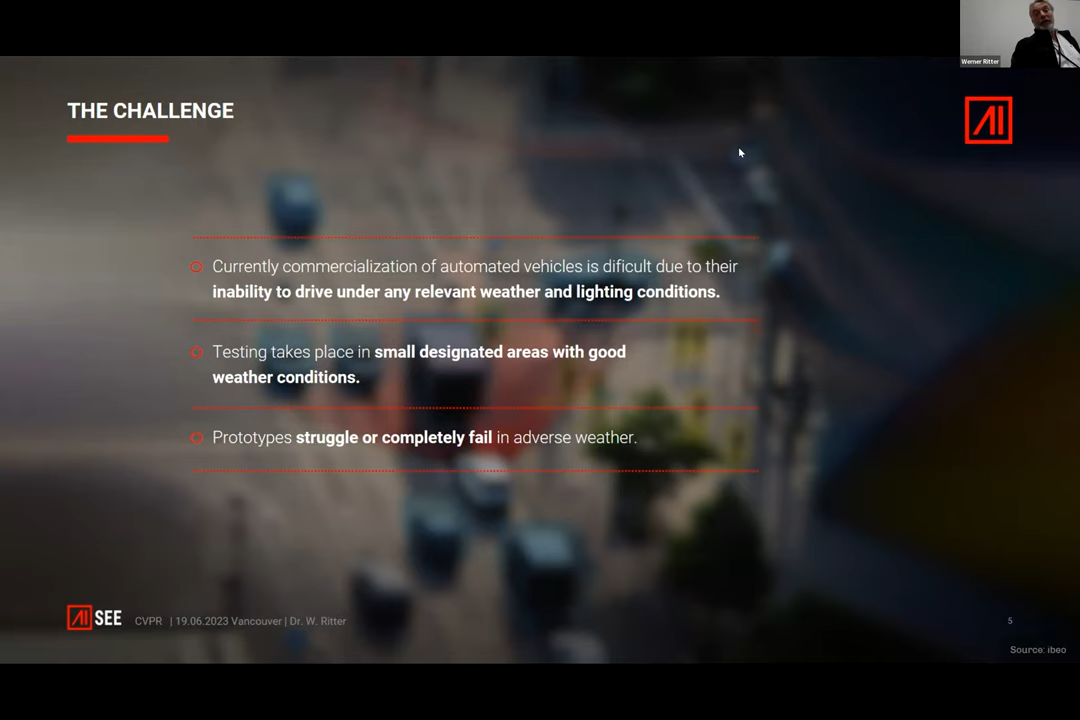 Werner Ritter
THE CHALLENGE
AI
Currently commercialization of automated vehicles is dificult due to their
inability to drive under any relevant weather and lighting conditions.
Testing takes place in small designated areas with good
weather conditions.
Prototypes struggle or completely fail in adverse weather.
AI SEE CVPR | 19.06.2023 Vancouver | Dr. W. Ritter
5
Source: ibeo